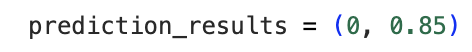 prediction_results = (0, 0.85)